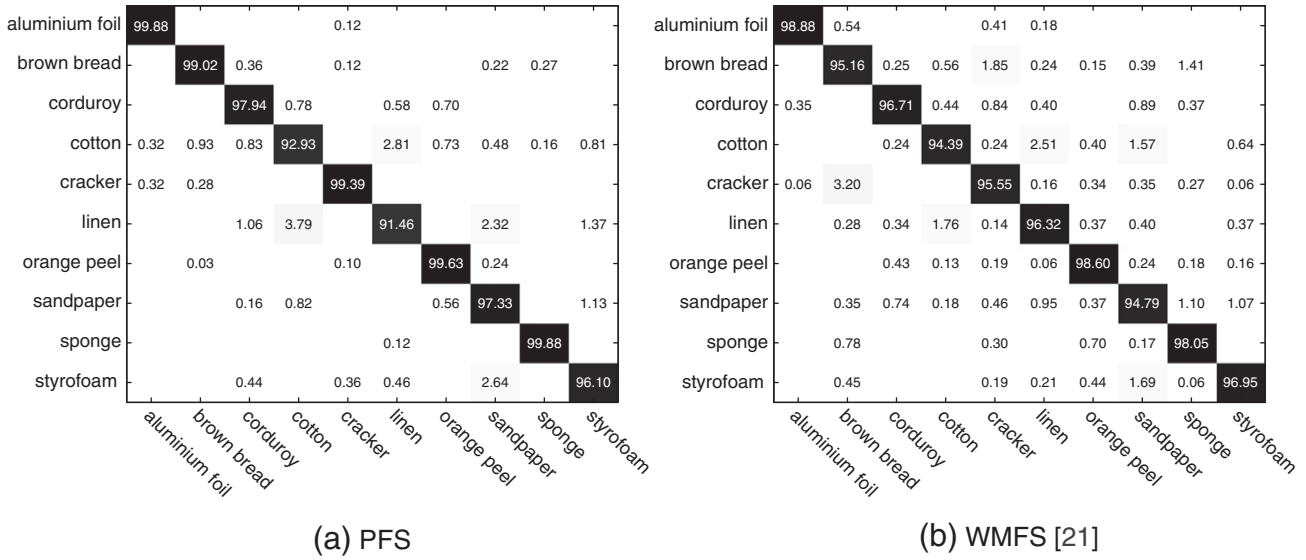 aluminium foil 99.88 0.12
brown bread 99.02 0.36 0.12 0.22 0.27
corduroy 97.94 0.78 0.58 0.70
cotton 0.32 0.93 0.83 92.93 2.81 0.73 0.48 0.16 0.81
cracker 0.32 0.28 99.39
linen 1.06 3.79 91.46 2.32 1.37
orange peel 0.03 0.10 99.63 0.24
sandpaper 0.16 0.82 0.56 97.33 1.13
sponge 0.12 99.88
styrofoam 0.44 0.36 0.46 2.64 96.10
aluminium foil
brown bread
corduroy
cotton
cracker
linen
orange peel
sandpaper
sponge
styrofoam
(a) PFS
aluminium foil 98.88 0.54 0.41 0.18
brown bread 95.16 0.25 0.56 1.85 0.24 0.15 0.39 1.41
corduroy 0.35 96.71 0.44 0.84 0.40 0.89 0.37
cotton 0.24 94.39 0.24 2.51 0.40 1.57 0.64
cracker 0.06 3.20 95.55 0.16 0.34 0.35 0.27 0.06
linen 0.28 0.34 1.76 0.14 96.32 0.37 0.40 0.37
orange peel 0.43 0.13 0.19 0.06 98.60 0.24 0.18 0.16
sandpaper 0.35 0.74 0.18 0.46 0.95 0.37 94.79 1.10 1.07
sponge 0.78 0.30 0.70 0.17 98.05
styrofoam 0.45 0.19 0.21 0.44 1.69 0.06 96.95
aluminium foil
brown bread
corduroy
cotton
cracker
linen
orange peel
sandpaper
sponge
styrofoam
(b) WMFS [21]